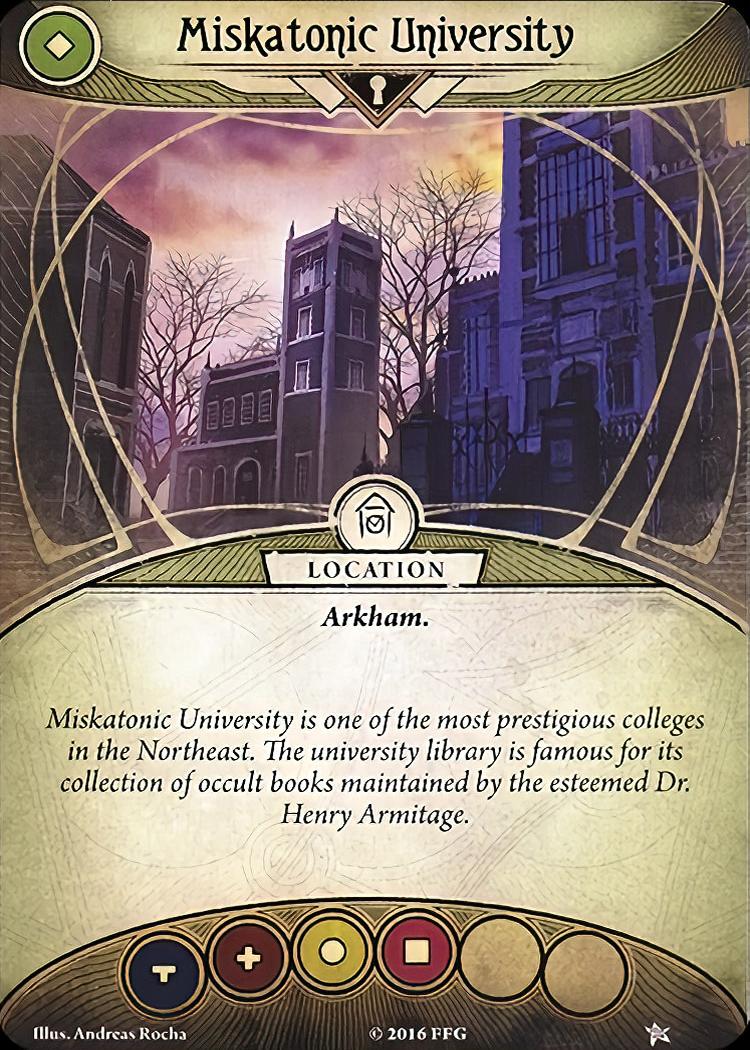 Miskatonic University
LOCATION
Arkham.
Miskatonic University is one of the most prestigious colleges
in the Northeast. The university library is famous for its
collection of occult books maintained by the esteemed Dr.
Henry Armitage.
Illus. Andreas Rocha
© 2016 FFG